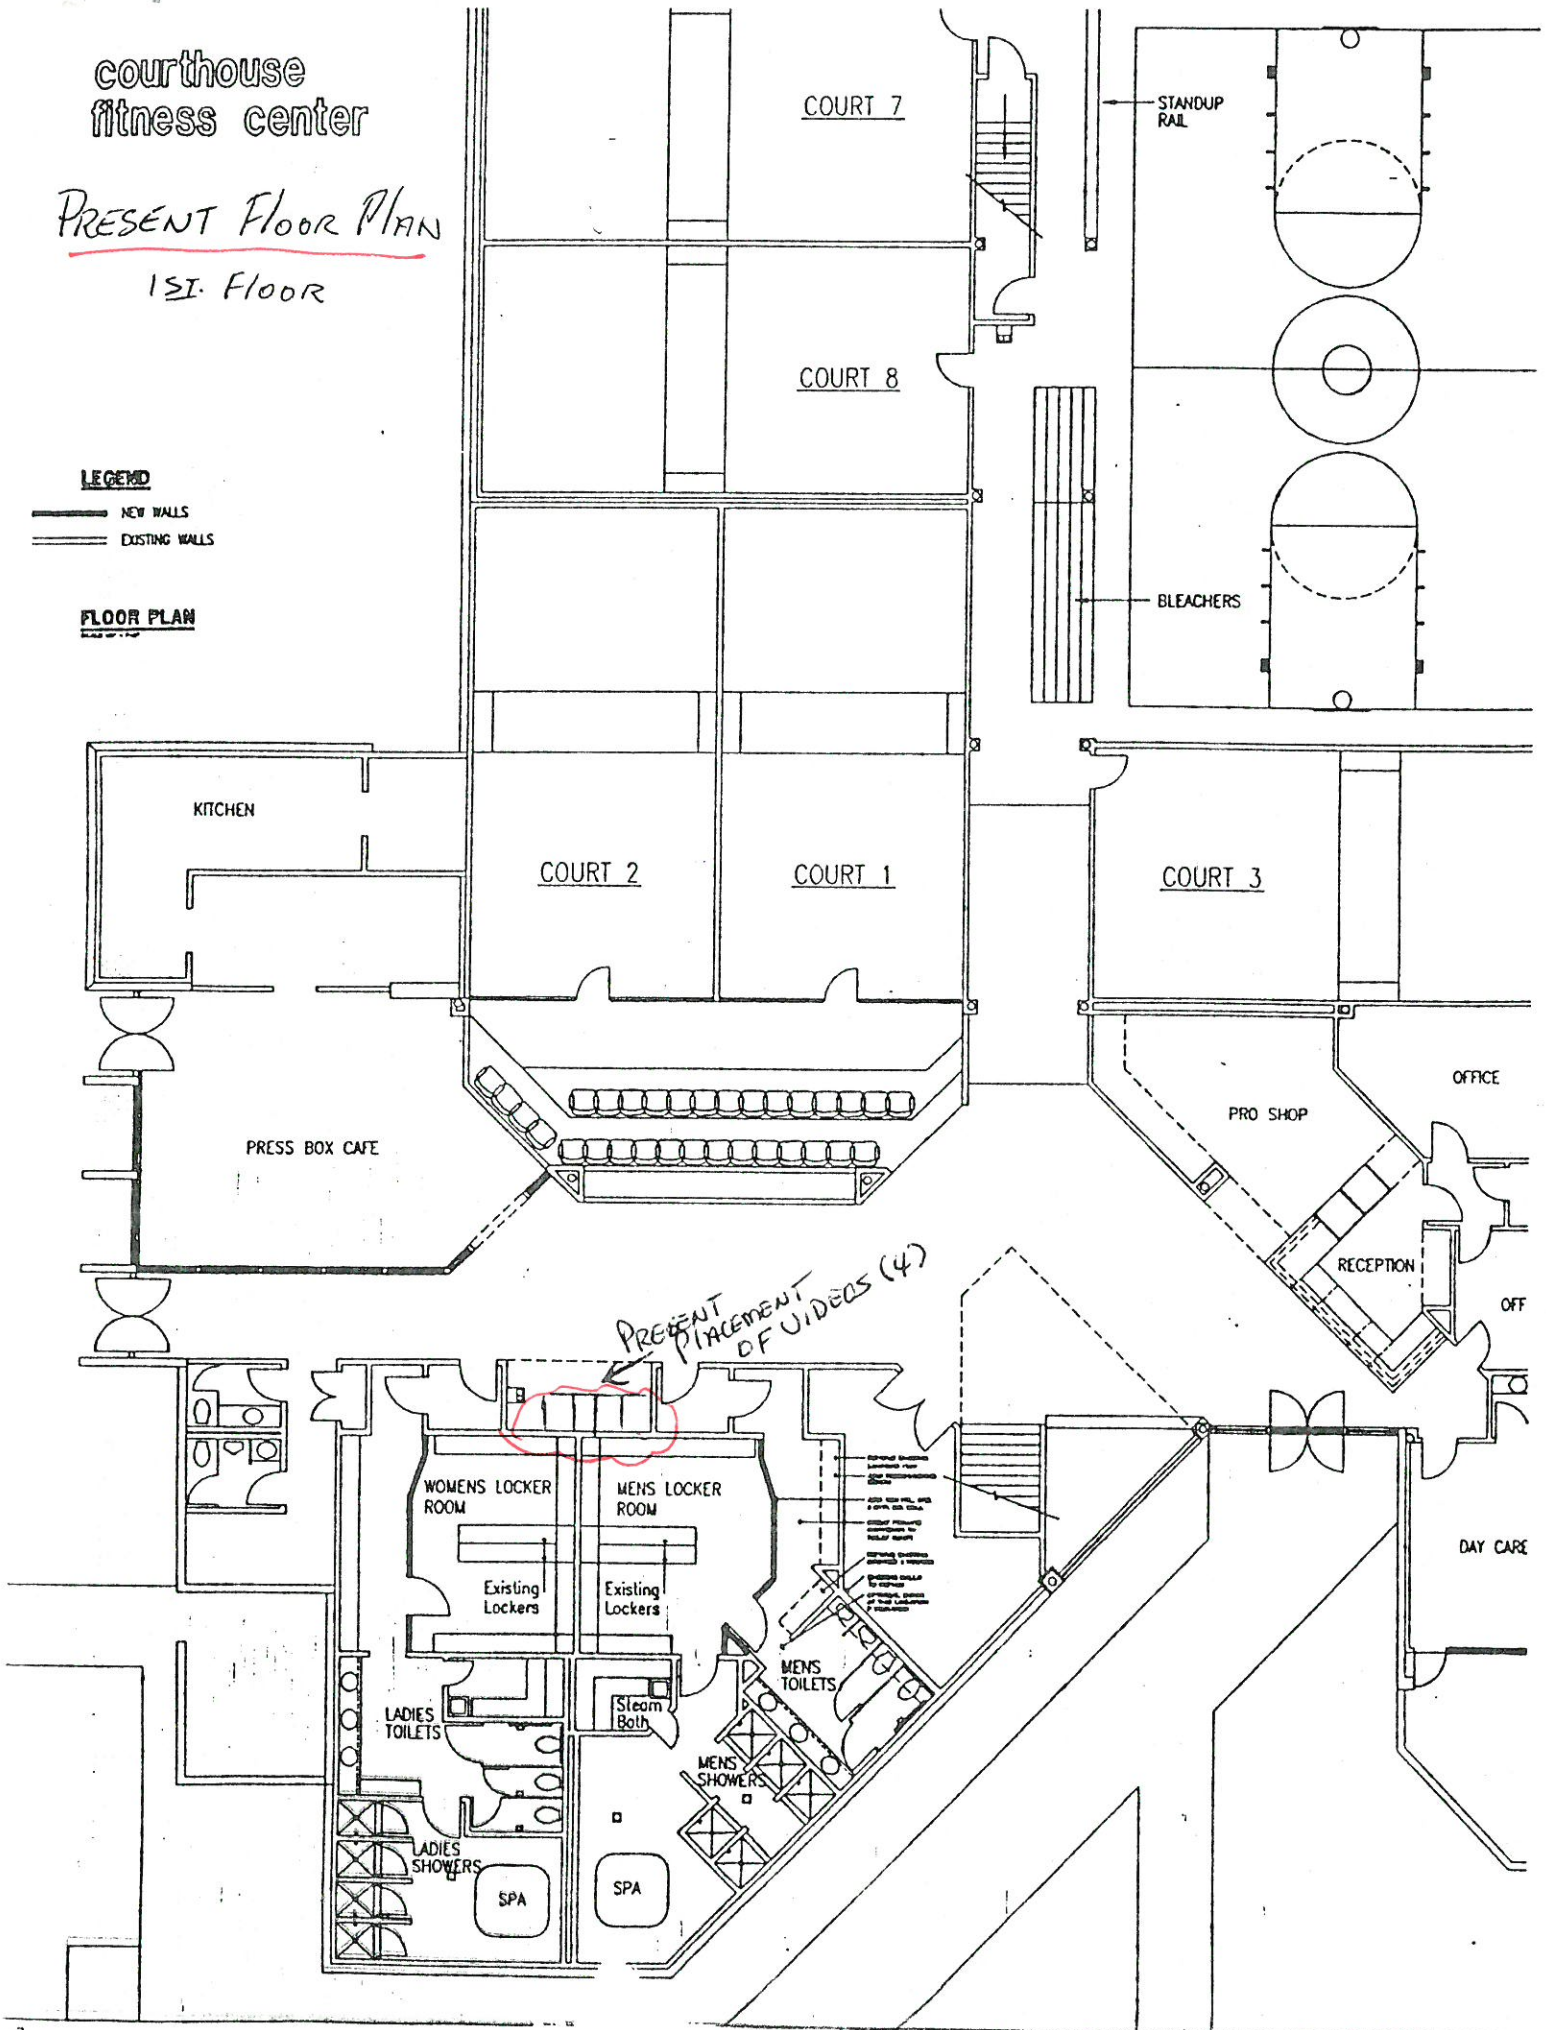 courthouse
fitness center
PRESENT FLOOR PLAN
1ST. FLOOR
LEGEND
NEW WALLS
EXISTING WALLS
FLOOR PLAN
COURT 7
STANDUP
RAIL
COURT 8
BLEACHERS
KITCHEN
COURT 2
COURT 1
COURT 3
OFFICE
PRO SHOP
PRESS BOX CAFE
RECEPTION
OFF
PRESENT
PLACEMENT
OF VIDEOS (4)
WOMENS LOCKER
ROOM
MENS LOCKER
ROOM
DAY CARE
Existing
Lockers
Existing
Lockers
MENS
TOILETS
Steam
Bath
LADIES
TOILETS
MENS
SHOWERS
LADIES
SHOWERS
SPA
SPA